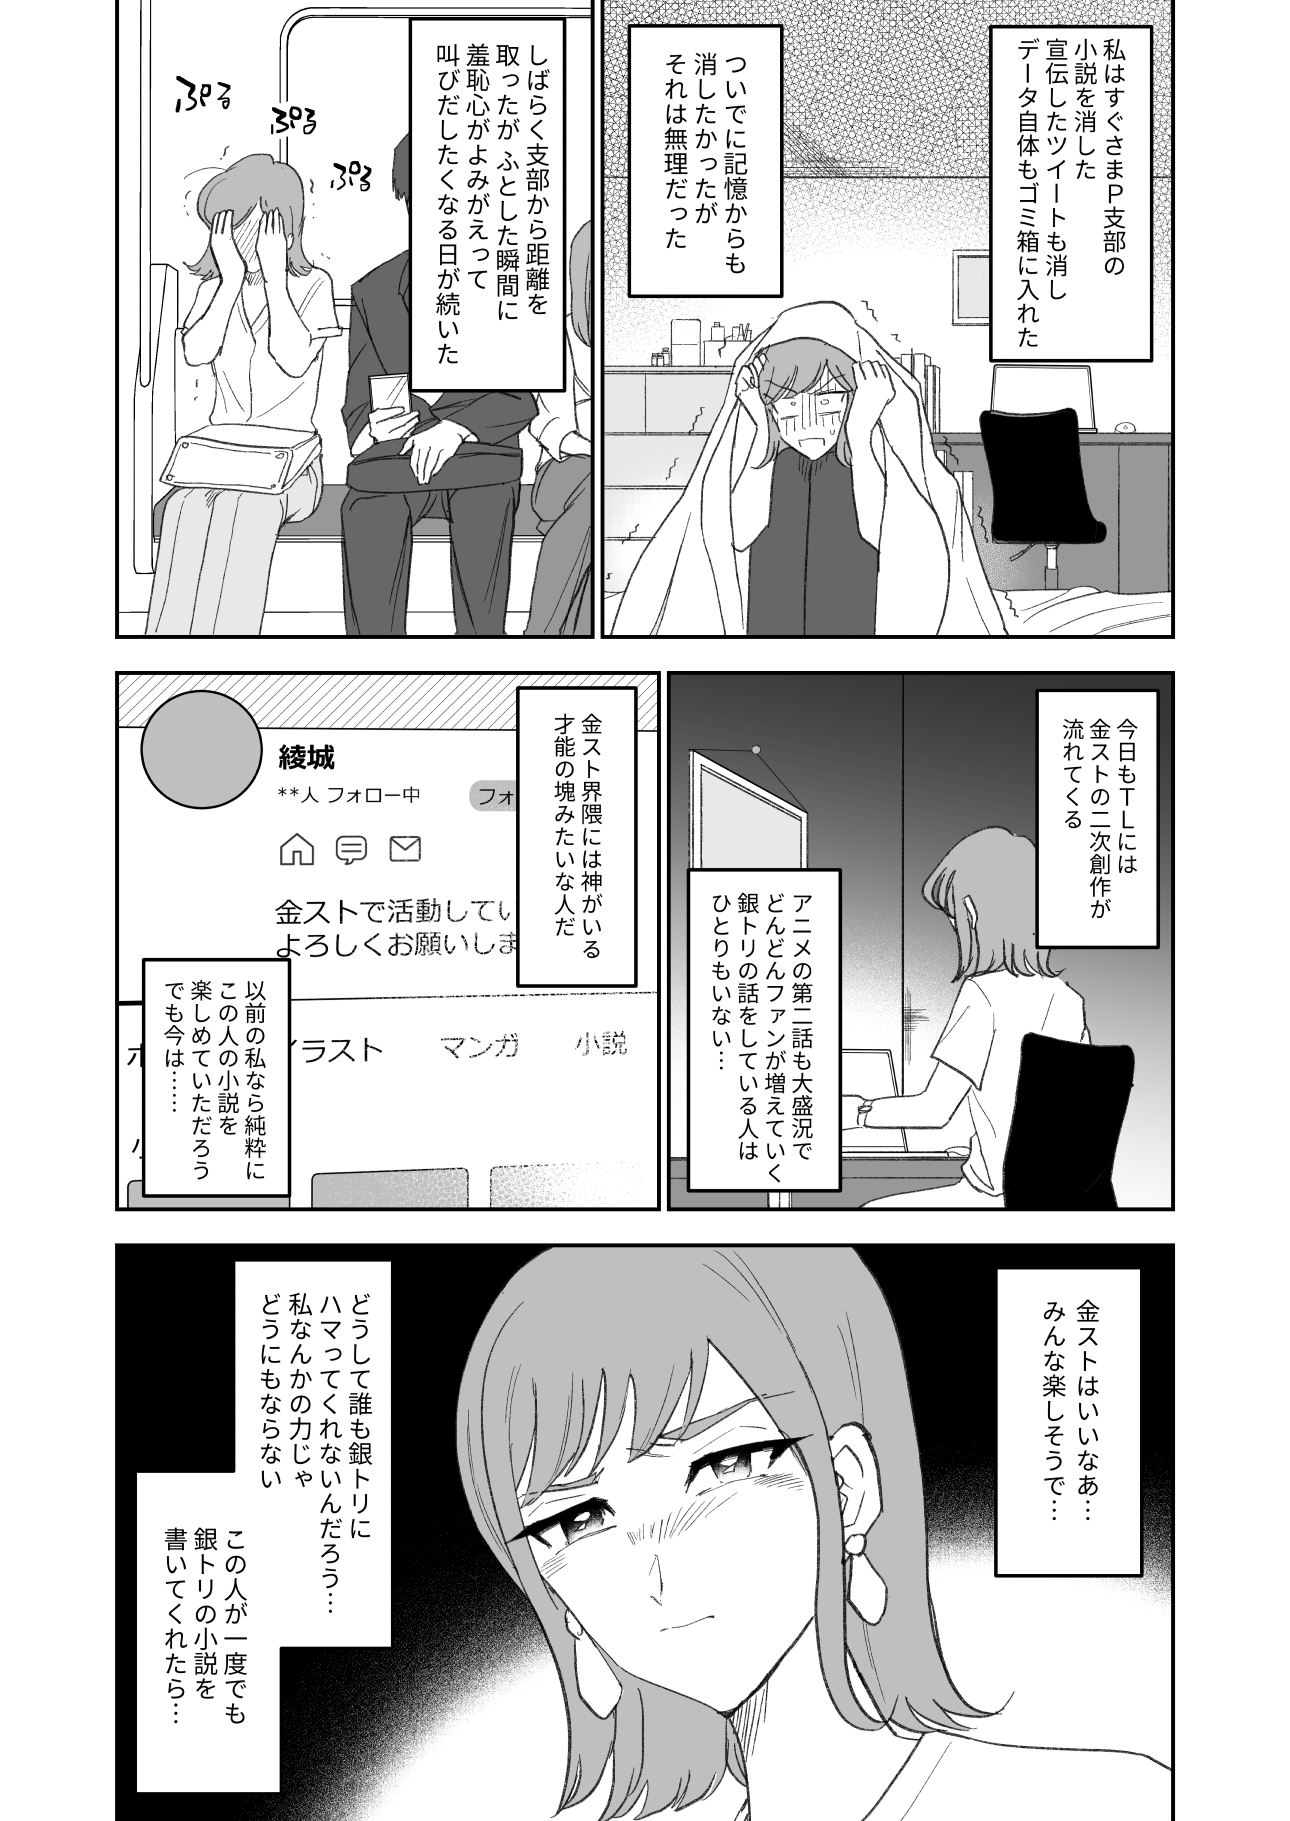 私はすぐさまP支部の
小説を消した
宣伝したツイートも消し
データ自体もゴミ箱に入れた
ついでに記憶からも
消したかったが
それは無理だった
しばらく支部から距離を
取ったが ふとした瞬間に
羞恥心がよみがえって
叫びだしたくなる日が続いた
ぷる
ぷる
ぷる
今日もTLには
金ストの二次創作が
流れてくる
アニメの第二話も大盛況で
どんどんファンが増えていく
銀トリの話をしている人は
ひとりもいない…
金スト界隈には神がいる
才能の塊みたいな人だ
綾城
**人 フォロー中
フォ
金ストで活動してい
よろしくお願いしま
ホ
イラスト
マンガ
小説
以前の私なら純粋に
この人の小説を
楽しめていただろう
でも今は……
金ストはいいなあ…
みんな楽しそうで…
どうして誰も銀トリに
ハマってくれないんだろう…
私なんかの力じゃ
どうにもならない
この人が一度でも
銀トリの小説を
書いてくれたら…